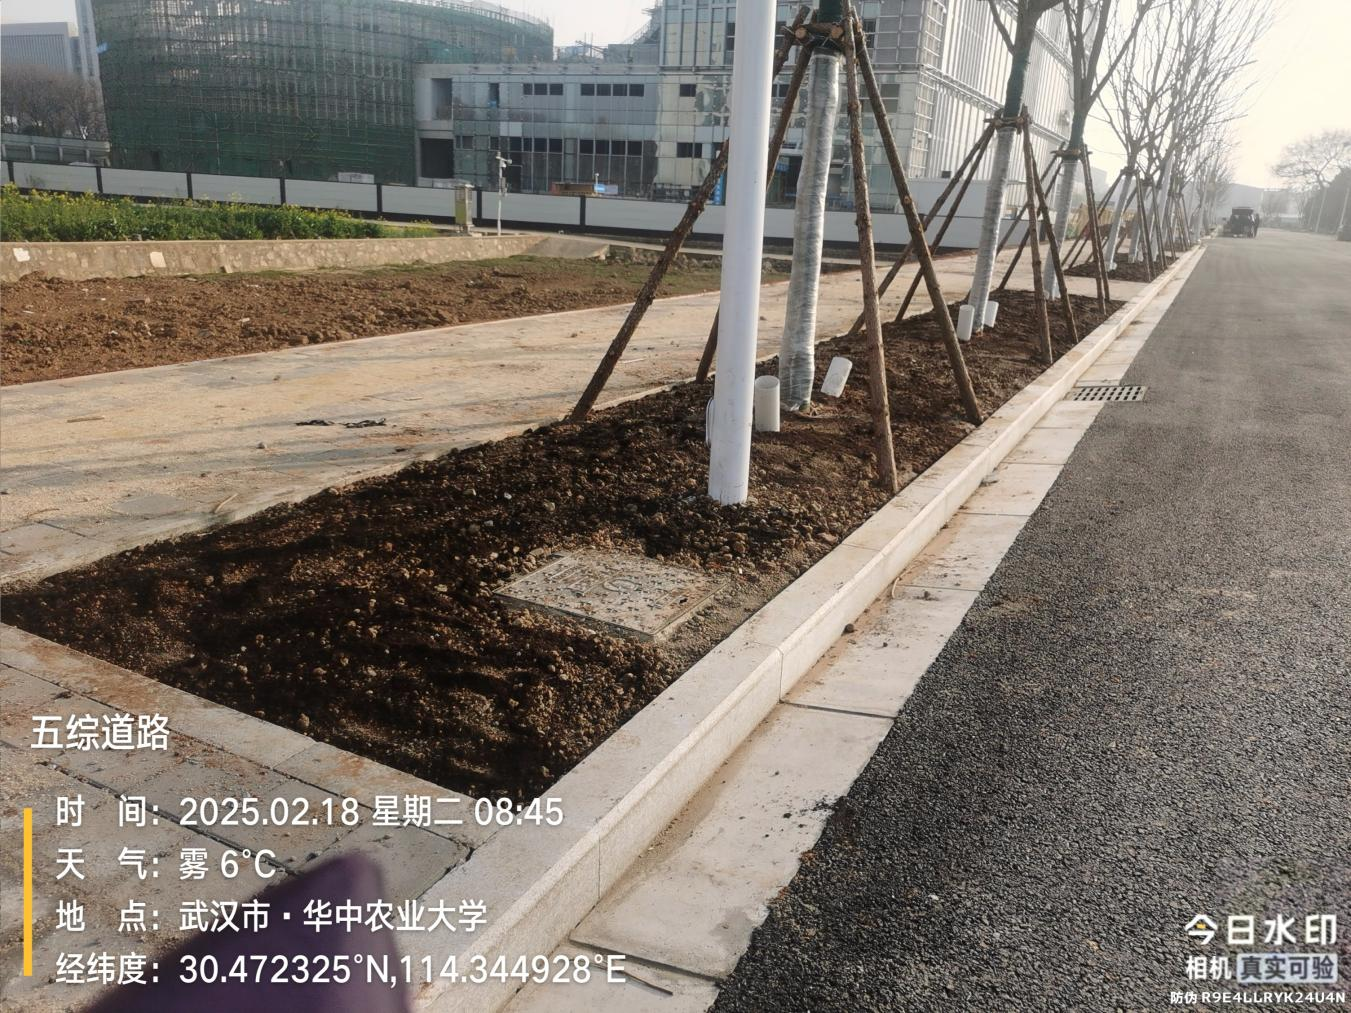 五综道路
时 间：2025.02.18 星期二 08:45
天 气：雾 6°C
地 点：武汉市·华中农业大学
经纬度：30.472325°N,114.344928°E
今日水印
相机 真实可验
防伪 R9E4LLRYK24U4N